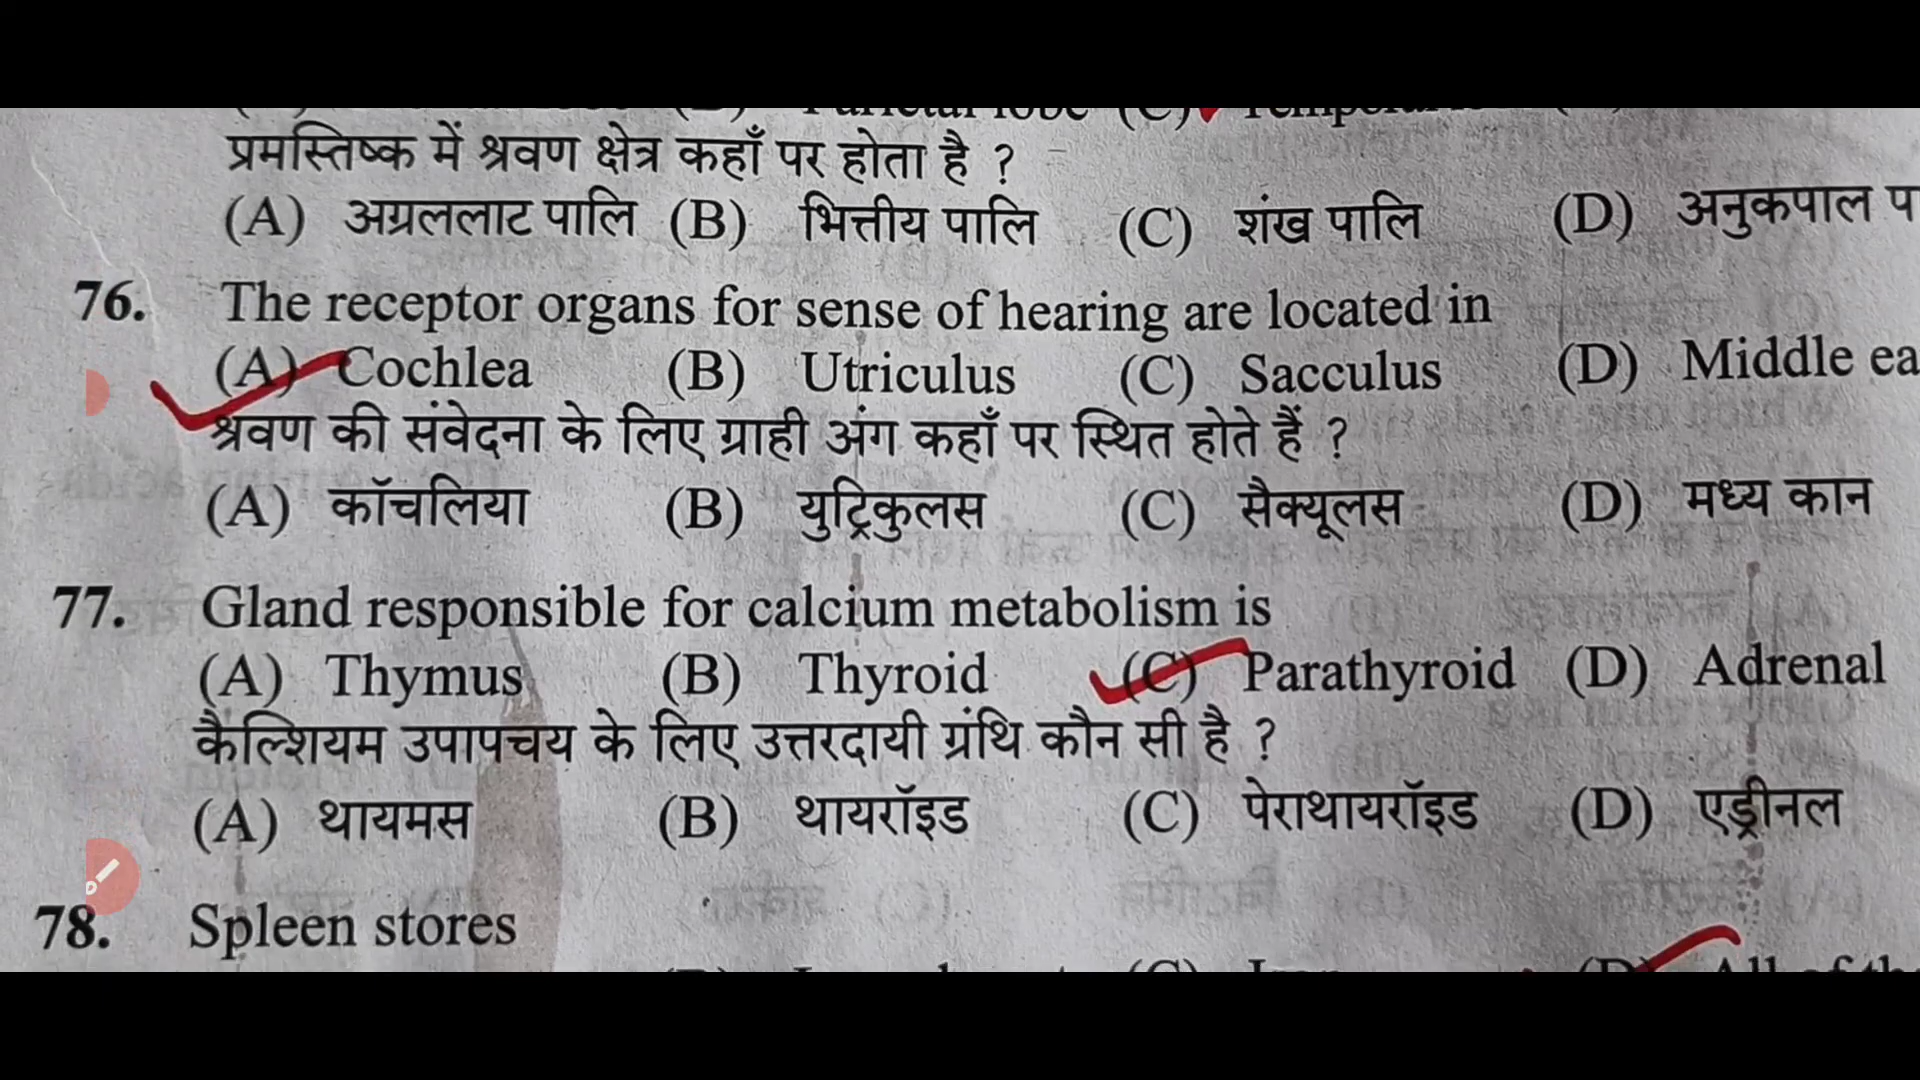 Parietal lobe (C)
प्रमस्तिष्क में श्रवण क्षेत्र कहाँ पर होता है ?
(A) अग्रललाट पालि (B) भित्तीय पालि (C) शंख पालि (D) अनुकपाल
76. The receptor organs for sense of hearing are located in
(A) Cochlea (B) Utriculus (C) Sacculus (D) Middle
श्रवण की संवेदना के लिए ग्राही अंग कहाँ पर स्थित होते हैं ?
(A) कॉचलिया (B) युट्रिकुलस (C) सैक्यूलस (D) मध्य कान
77. Gland responsible for calcium metabolism is
(A) Thymus (B) Thyroid (C) Parathyroid (D) Adrenal
कैल्शियम उपापचय के लिए उत्तरदायी ग्रंथि कौन सी है ?
(A) थायमस (B) थायरॉइड (C) पेराथायरॉइड (D) एड्रीनल
78. Spleen stores